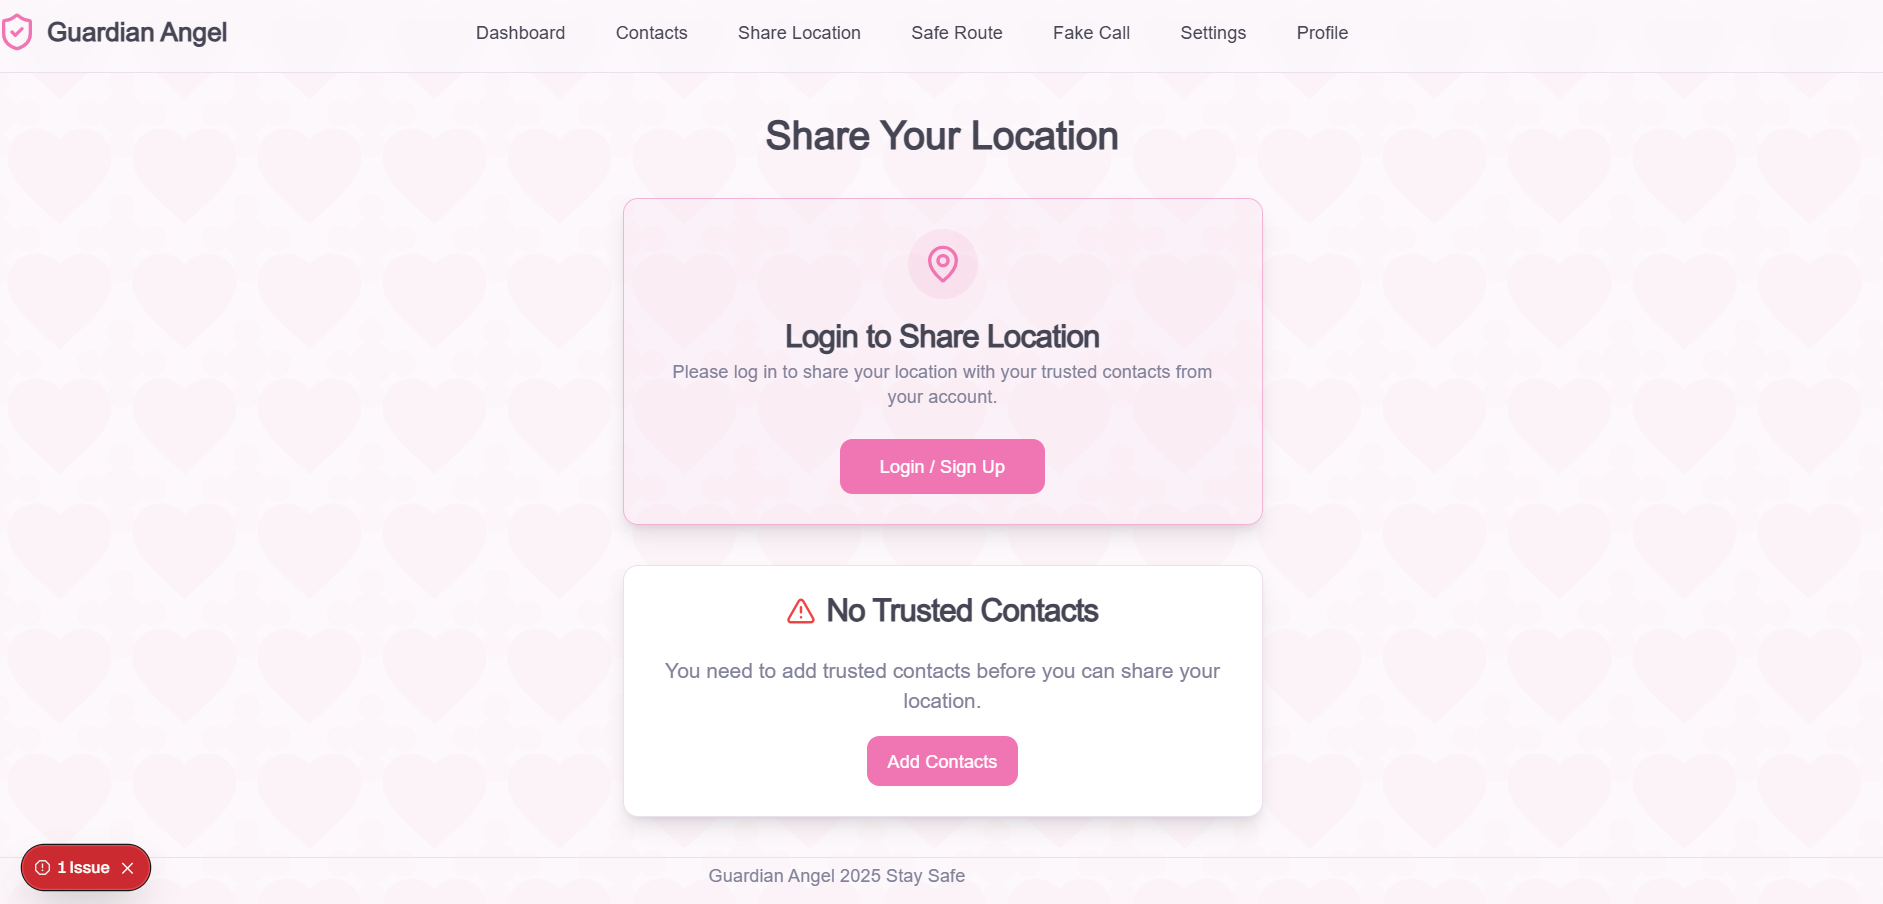 Guardian Angel
Dashboard
Contacts
Share Location
Safe Route
Fake Call
Settings
Profile
Share Your Location
Login to Share Location
Please log in to share your location with your trusted contacts from
your account.
Login / Sign Up
No Trusted Contacts
You need to add trusted contacts before you can share your
location.
Add Contacts
1 Issue
Guardian Angel 2025 Stay Safe